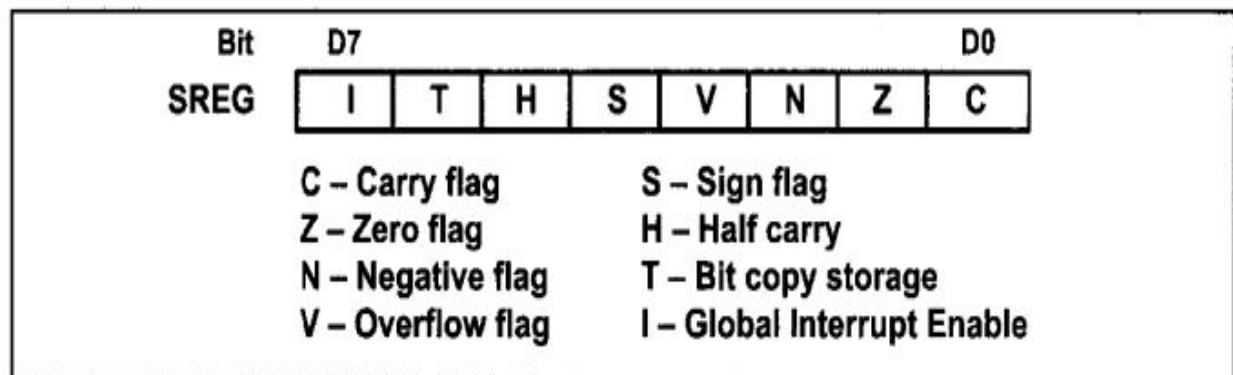 Bit D7 D0
SREG I T H S V N Z C
C – Carry flag S – Sign flag
Z – Zero flag H – Half carry
N – Negative flag T – Bit copy storage
V – Overflow flag I – Global Interrupt Enable